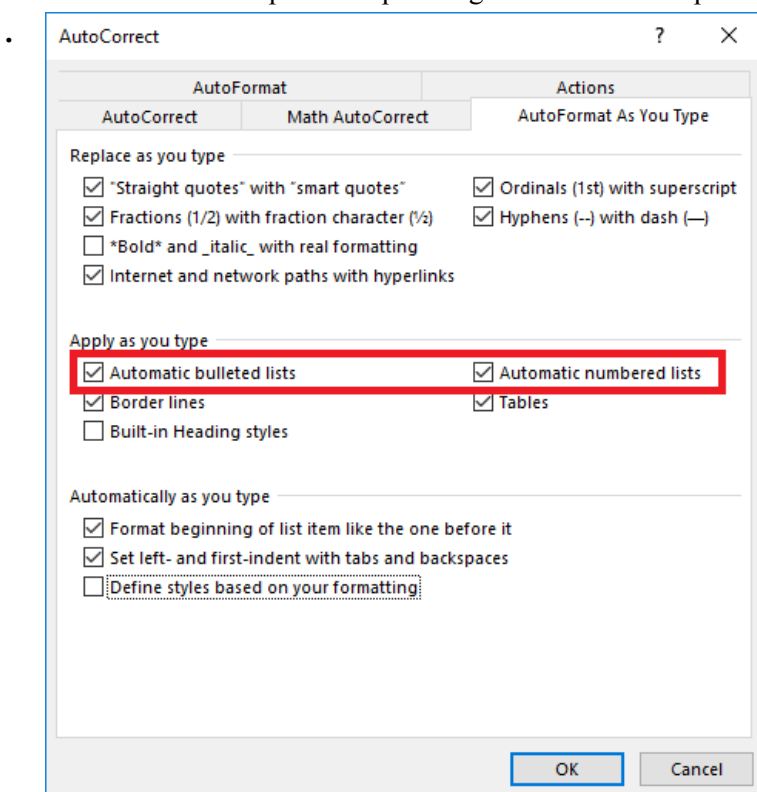 AutoCorrect ? ×
AutoFormat Actions
AutoCorrect Math AutoCorrect AutoFormat As You Type
Replace as you type
"Straight quotes" with “smart quotes” Ordinals (1st) with superscript
Fractions (1/2) with fraction character (½) Hyphens (--) with dash (—)
*Bold* and _italic_ with real formatting
Internet and network paths with hyperlinks
Apply as you type
Automatic bulleted lists Automatic numbered lists
Border lines Tables
Built-in Heading styles
Automatically as you type
Format beginning of list item like the one before it
Set left- and first-indent with tabs and backspaces
Define styles based on your formatting
OK Cancel